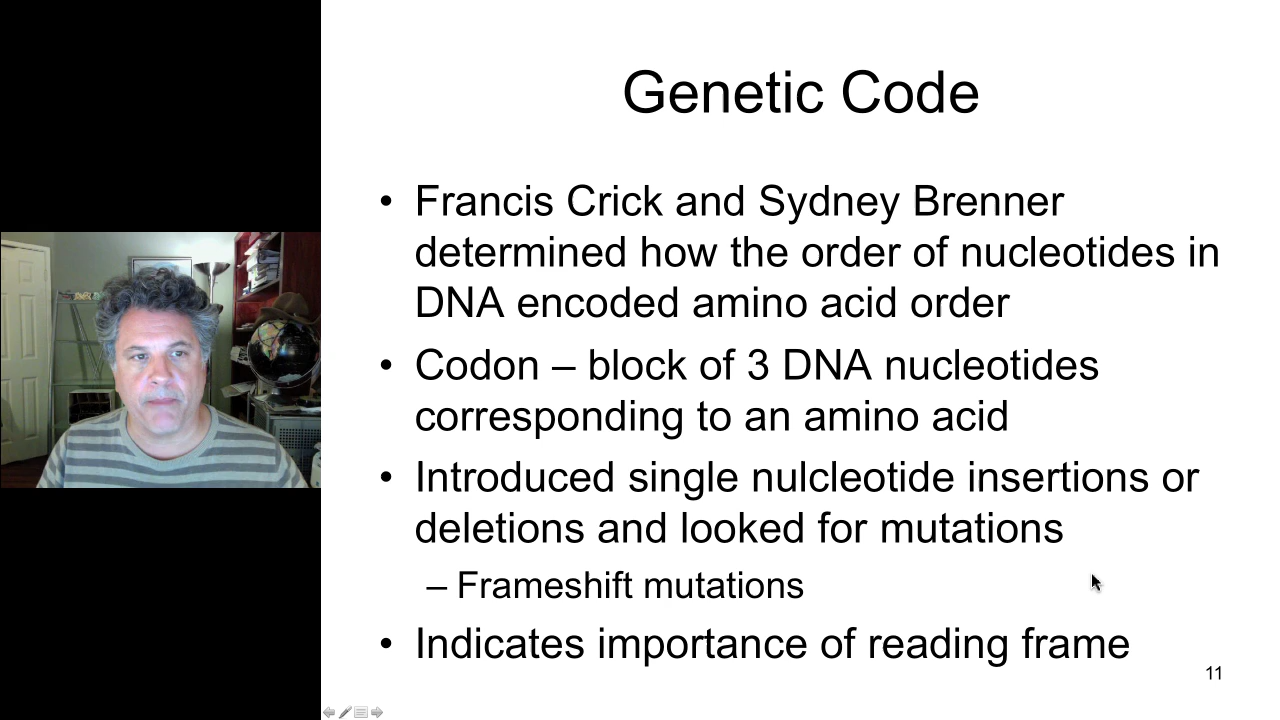 Genetic Code
• Francis Crick and Sydney Brenner
determined how the order of nucleotides in
DNA encoded amino acid order
• Codon – block of 3 DNA nucleotides
corresponding to an amino acid
• Introduced single nulcleotide insertions or
deletions and looked for mutations
– Frameshift mutations
• Indicates importance of reading frame
11